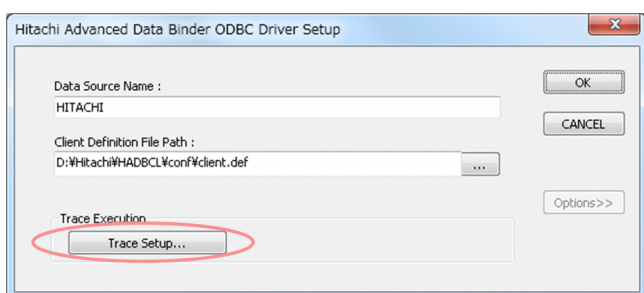 Hitachi Advanced Data Binder ODBC Driver Setup
Data Source Name :
OK
HITACHI
CANCEL
Client Definition File Path :
D:¥Hitachi¥HADBCL¥conf¥client.def
...
Options>>
Trace Execution
Trace Setup...